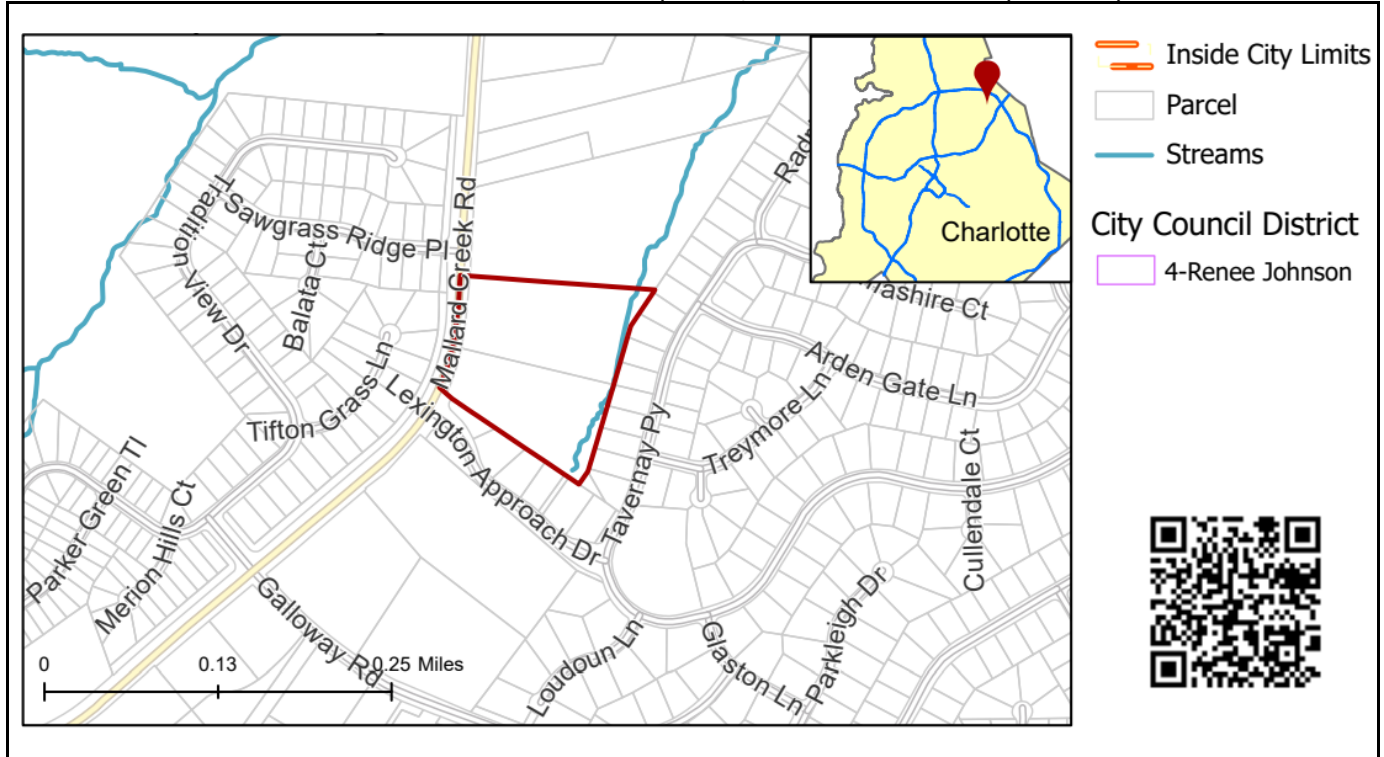 Inside City Limits
Parcel
Streams
City Council District
4-Renee Johnson
Charlotte
Tradition View Dr
Sawgrass Ridge Pl
Balata Ct
Mallard Creek Rd
Tifton Grass Ln
Lexington Approach Dr
Arden Gate Ln
Treymore Ln
Tavernay Py
Cullendale Ct
Parker Green Tl
Merion Hills Ct
Galloway Rd
Loudoun Ln
Glaston Ln
Parkleigh Dr
0
0.13
0.25 Miles